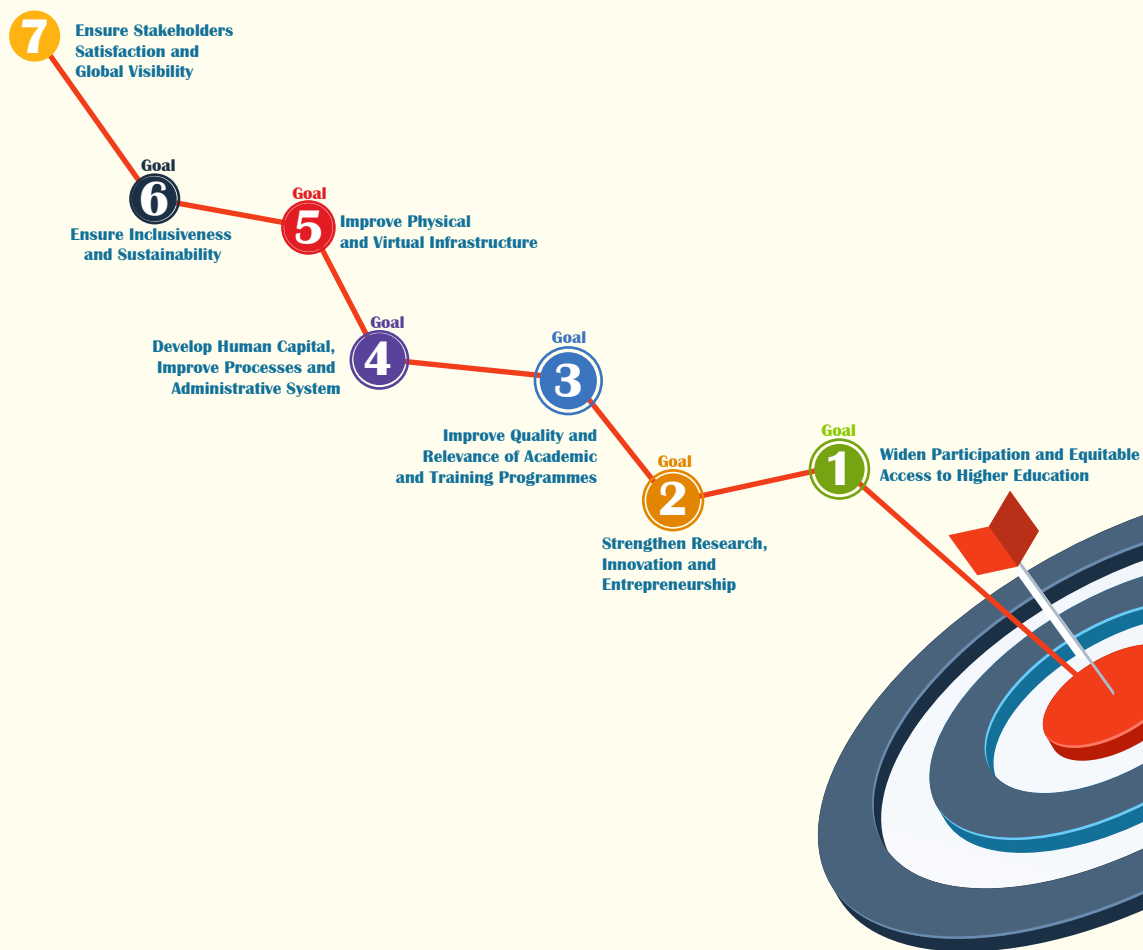 7
Ensure Stakeholders
Satisfaction and
Global Visibility
Goal
6
Ensure Inclusiveness
and Sustainability
Goal
5
Improve Physical
and Virtual Infrastructure
Goal
4
Develop Human Capital,
Improve Processes and
Administrative System
Goal
3
Improve Quality and
Relevance of Academic
and Training Programmes
Goal
2
Strengthen Research,
Innovation and
Entrepreneurship
Goal
1
Widen Participation and Equitable
Access to Higher Education